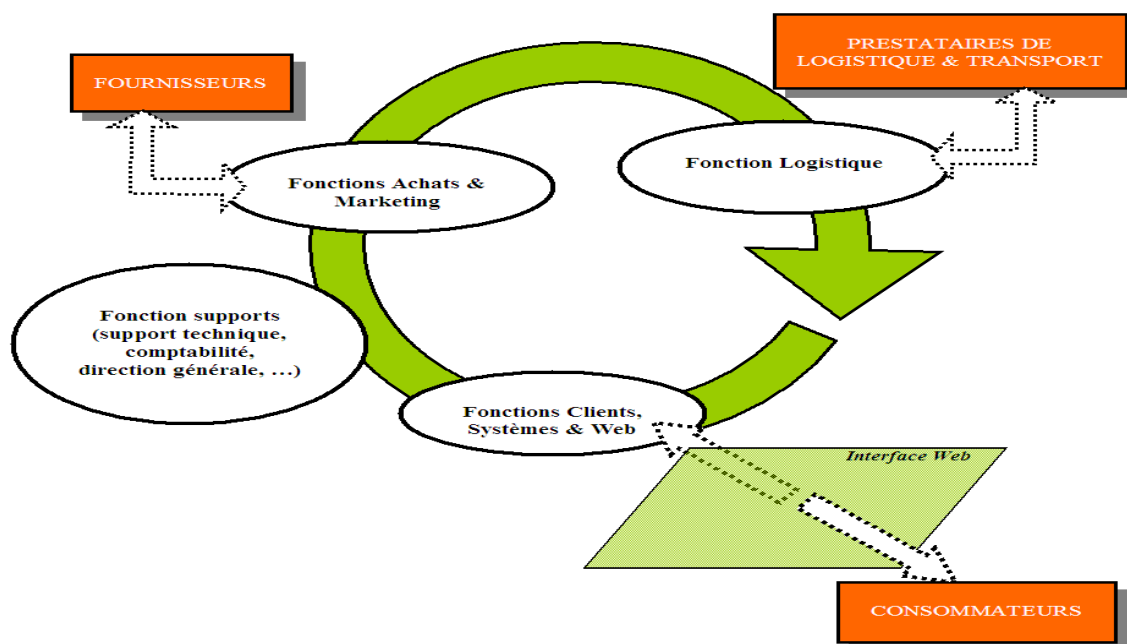 FOURNISSEURS
PRESTATAIRES DE
LOGISTIQUE & TRANSPORT
Fonctions Achats &
Marketing
Fonction Logistique
Fonction supports
(support technique,
comptabilité,
direction générale, …)
Fonctions Clients,
Systèmes & Web
Interface Web
CONSOMMATEURS